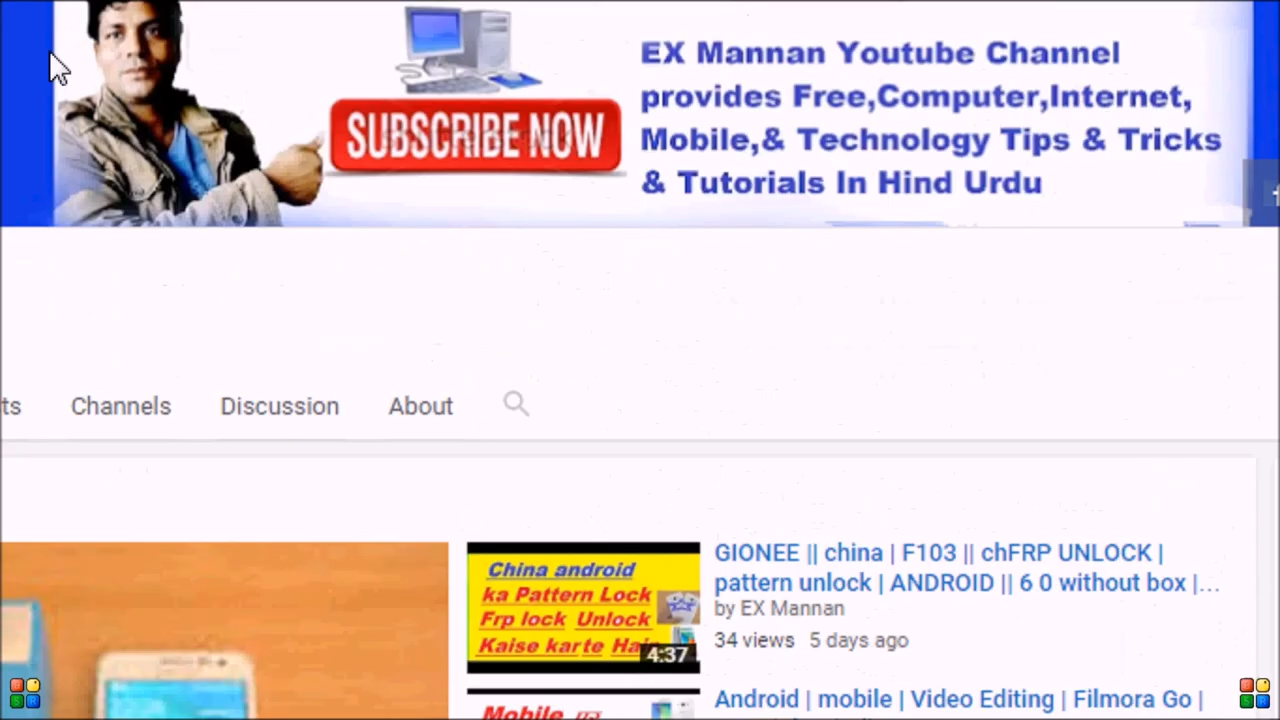 EX Mannan Youtube Channel
provides Free,Computer,Internet,
Mobile,& Technology Tips & Tricks
& Tutorials In Hind Urdu
SUBSCRIBE NOW
ts Channels Discussion About
GIONEE || china | F103 || chFRP UNLOCK |
pattern unlock | ANDROID || 6 0 without box |...
by EX Mannan
34 views 5 days ago
China android
ka Pattern Lock
Frp lock Unlock
Kaise karte Hai
4:37
Android | mobile | Video Editing | Filmora Go |
Mobile